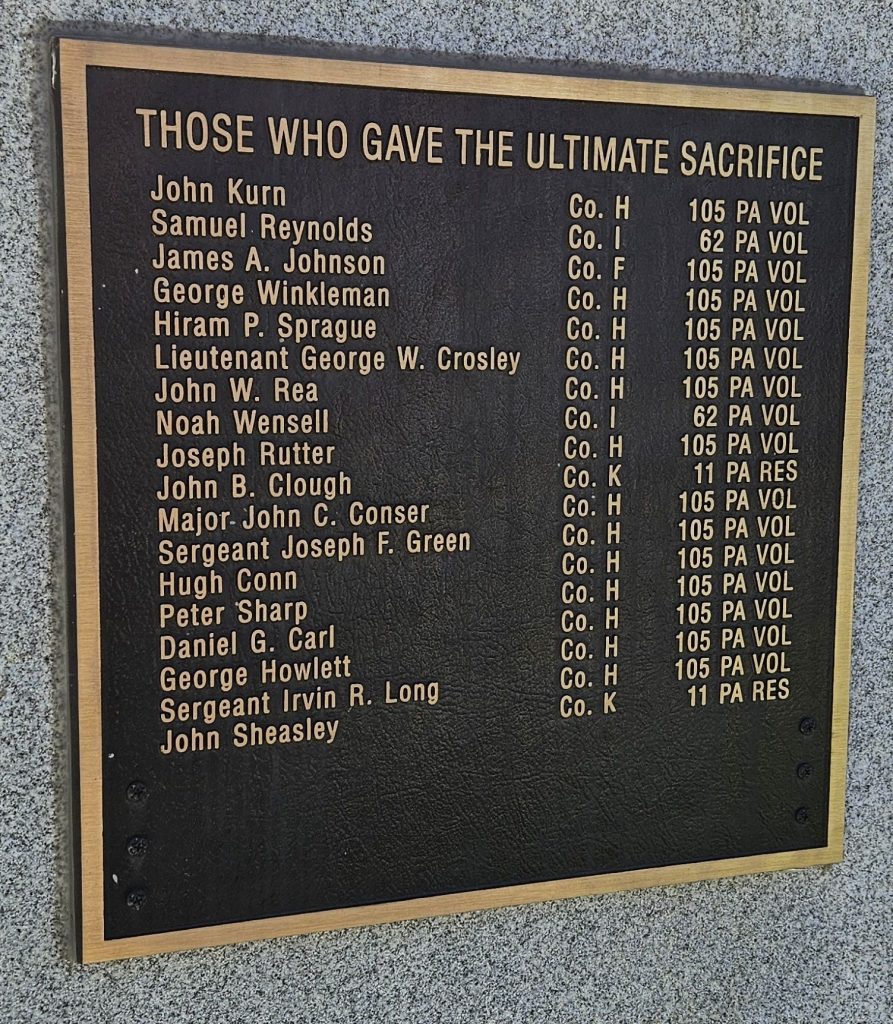 THOSE WHO GAVE THE ULTIMATE SACRIFICE
John Kurn Co. H 105 PA VOL
Samuel Reynolds Co. I 62 PA VOL
James A. Johnson Co. F 105 PA VOL
George Winkleman Co. H 105 PA VOL
Hiram P. Sprague Co. H 105 PA VOL
Lieutenant George W. Crosley Co. H 105 PA VOL
John W. Rea Co. H 105 PA VOL
Noah Wensell Co. I 62 PA VOL
Joseph Rutter Co. H 105 PA VOL
John B. Clough Co. K 11 PA RES
Major John C. Conser Co. H 105 PA VOL
Sergeant Joseph F. Green Co. H 105 PA VOL
Hugh Conn Co. H 105 PA VOL
Peter Sharp Co. H 105 PA VOL
Daniel G. Carl Co. H 105 PA VOL
George Howlett Co. H 105 PA VOL
Sergeant Irvin R. Long Co. H 105 PA VOL
John Sheasley Co. K 11 PA RES